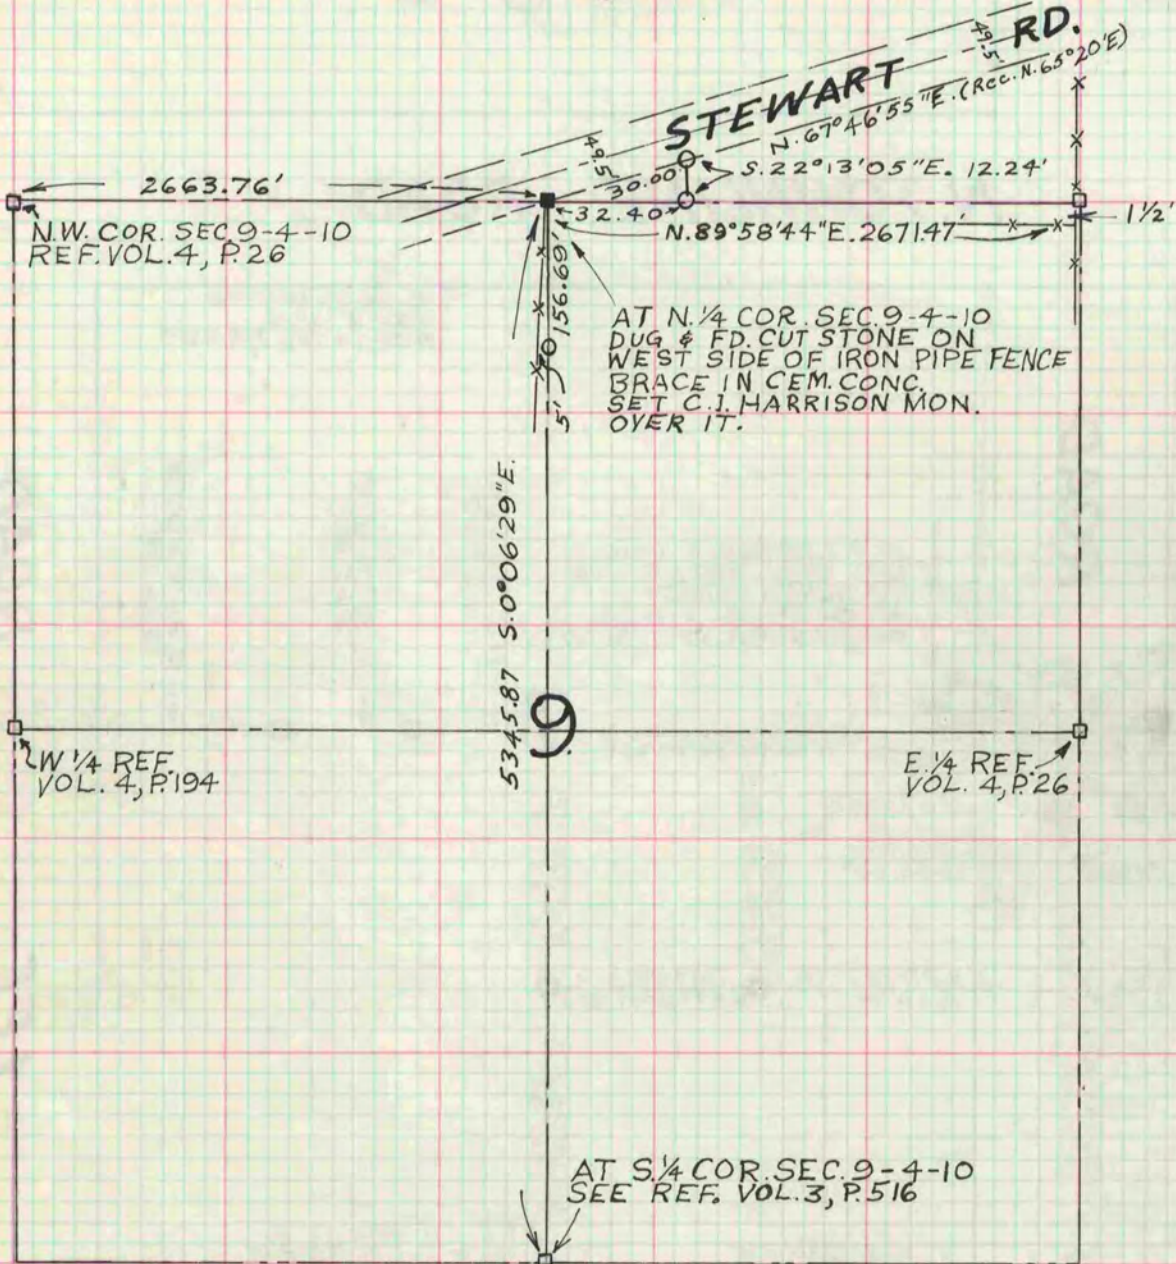 STEWART RD.
49.5'
49.5'
N.67°46'55"E.(REC.N.65°20'E)
30.00
S.22°13'05"E. 12.24'
2663.76'
32.40
N.89°58'44"E.2671.47'
1½'
N.W. COR. SEC.9-4-10
REF. VOL.4, P.26
156.69'
5'
AT N.¼ COR. SEC.9-4-10
DUG & FD. CUT STONE ON
WEST SIDE OF IRON PIPE FENCE
BRACE IN CEM. CONC.
SET C.I. HARRISON MON.
OVER IT.
5345.87 S.0°06'29"E.
9
W ¼ REF.
VOL. 4, P.194
E.¼ REF.
VOL. 4, P.26
AT S.¼ COR. SEC.9-4-10
SEE REF. VOL.3, P.516